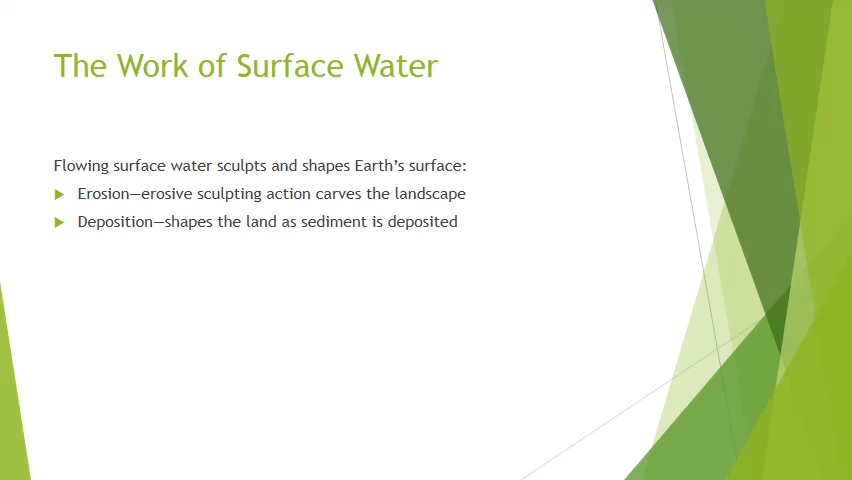 The Work of Surface Water
Flowing surface water sculpts and shapes Earth’s surface:
Erosion—erosive sculpting action carves the landscape
Deposition—shapes the land as sediment is deposited